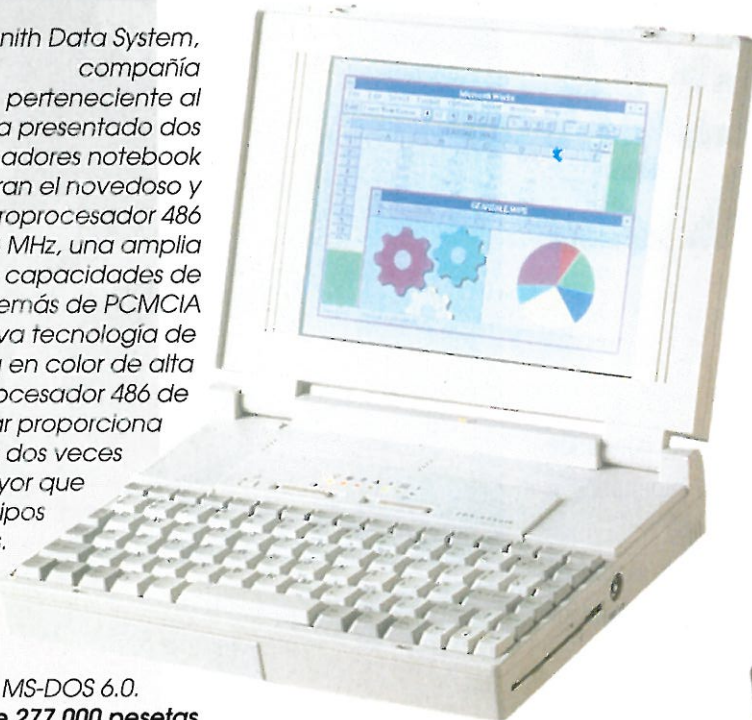 nith Data System,
compañía
perteneciente al
a presentado dos
adores notebook
ran el novedoso y
roprocesador 486
MHz, una amplia
capacidades de
emás de PCMCIA
va tecnología de
en color de alta
ocesador 486 de
ar proporciona
dos veces
yor que
ipos
s.
MS-DOS 6.0.
e 277.000 pesetas
Microsoft Works